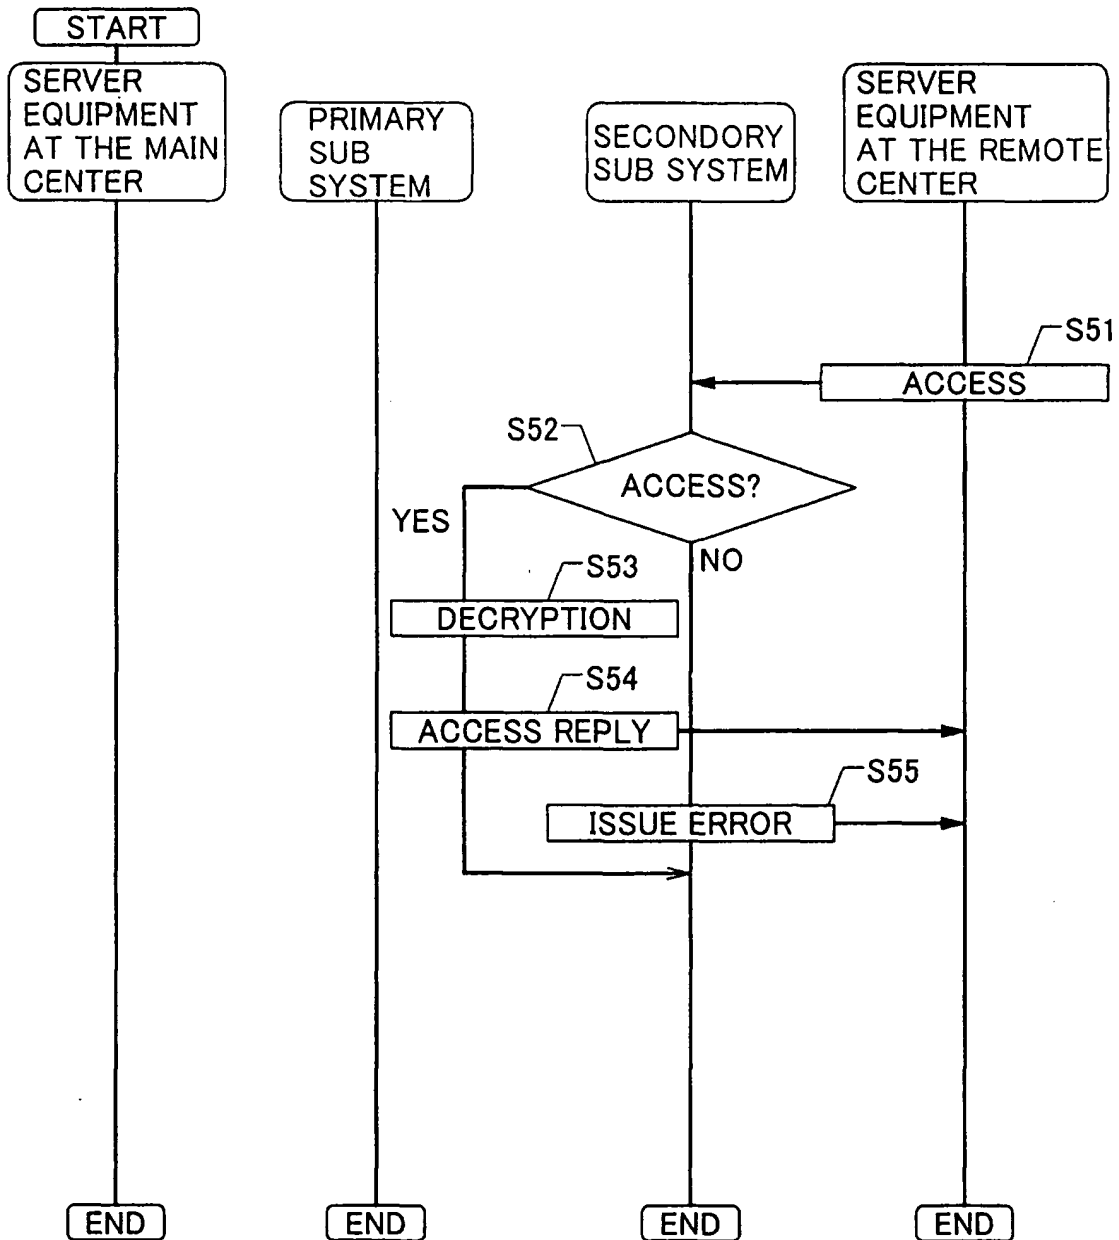 START
SERVER
EQUIPMENT
AT THE MAIN
CENTER
PRIMARY
SUB
SYSTEM
SECONDORY
SUB SYSTEM
SERVER
EQUIPMENT
AT THE REMOTE
CENTER
S51
ACCESS
S52
ACCESS?
YES
NO
S53
DECRYPTION
S54
ACCESS REPLY
S55
ISSUE ERROR
END
END
END
END